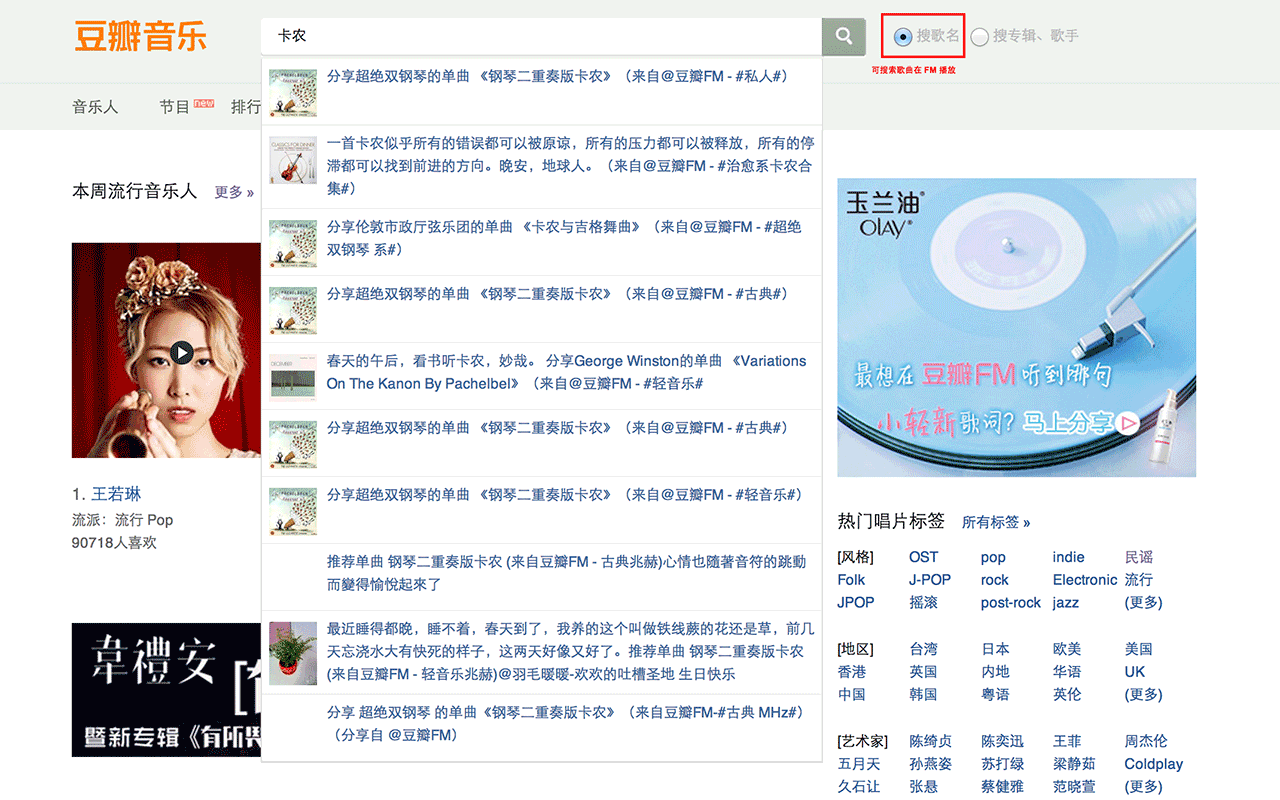 豆瓣音乐
卡农
搜歌名
搜专辑、歌手
可搜索歌曲在 FM 播放
音乐人
节目 new
排行
分享超绝双钢琴的单曲 《钢琴二重奏版卡农》 （来自@豆瓣FM - #私人#）
一首卡农似乎所有的错误都可以被原谅，所有的压力都可以被释放，所有的停
滞都可以找到前进的方向。晚安，地球人。（来自@豆瓣FM - #治愈系卡农合
集#）
分享伦敦市政厅弦乐团的单曲 《卡农与吉格舞曲》 （来自@豆瓣FM - #超绝
双钢琴 系#）
分享超绝双钢琴的单曲 《钢琴二重奏版卡农》 （来自@豆瓣FM - #古典#）
春天的午后，看书听卡农，妙哉。 分享George Winston的单曲 《Variations
On The Kanon By Pachelbel》 （来自@豆瓣FM - #轻音乐#
分享超绝双钢琴的单曲 《钢琴二重奏版卡农》 （来自@豆瓣FM - #古典#）
分享超绝双钢琴的单曲 《钢琴二重奏版卡农》 （来自@豆瓣FM - #轻音乐#）
推荐单曲 钢琴二重奏版卡农 (来自豆瓣FM - 古典兆赫)心情也隨著音符的跳動
而變得愉悅起來了
最近睡得都晚，睡不着，春天到了，我养的这个叫做铁线蕨的花还是草，前几
天忘浇水大有快死的样子，这两天好像又好了。推荐单曲 钢琴二重奏版卡农
(来自豆瓣FM - 轻音乐兆赫)@羽毛暖暖-欢欢的吐槽圣地 生日快乐
分享 超绝双钢琴 的单曲《钢琴二重奏版卡农》（来自豆瓣FM-#古典 MHz#）
（分享自 @豆瓣FM）
本周流行音乐人 更多 »
1. 王若琳
流派：流行 Pop
90718人喜欢
韋禮安
暨新专辑《有所
玉兰油®
OLAY®
最想在 豆瓣FM 听到哪句
小轻新 歌词？马上分享
热门唱片标签 所有标签 »
[风格] OST pop indie 民谣
Folk J-POP rock Electronic 流行
JPOP 摇滚 post-rock jazz (更多)
[地区] 台湾 日本 欧美 美国
香港 英国 内地 华语 UK
中国 韩国 粤语 英伦 (更多)
[艺术家] 陈绮贞 陈奕迅 王菲 周杰伦
五月天 孙燕姿 苏打绿 梁静茹 Coldplay
久石让 张悬 蔡健雅 范晓萱 (更多)